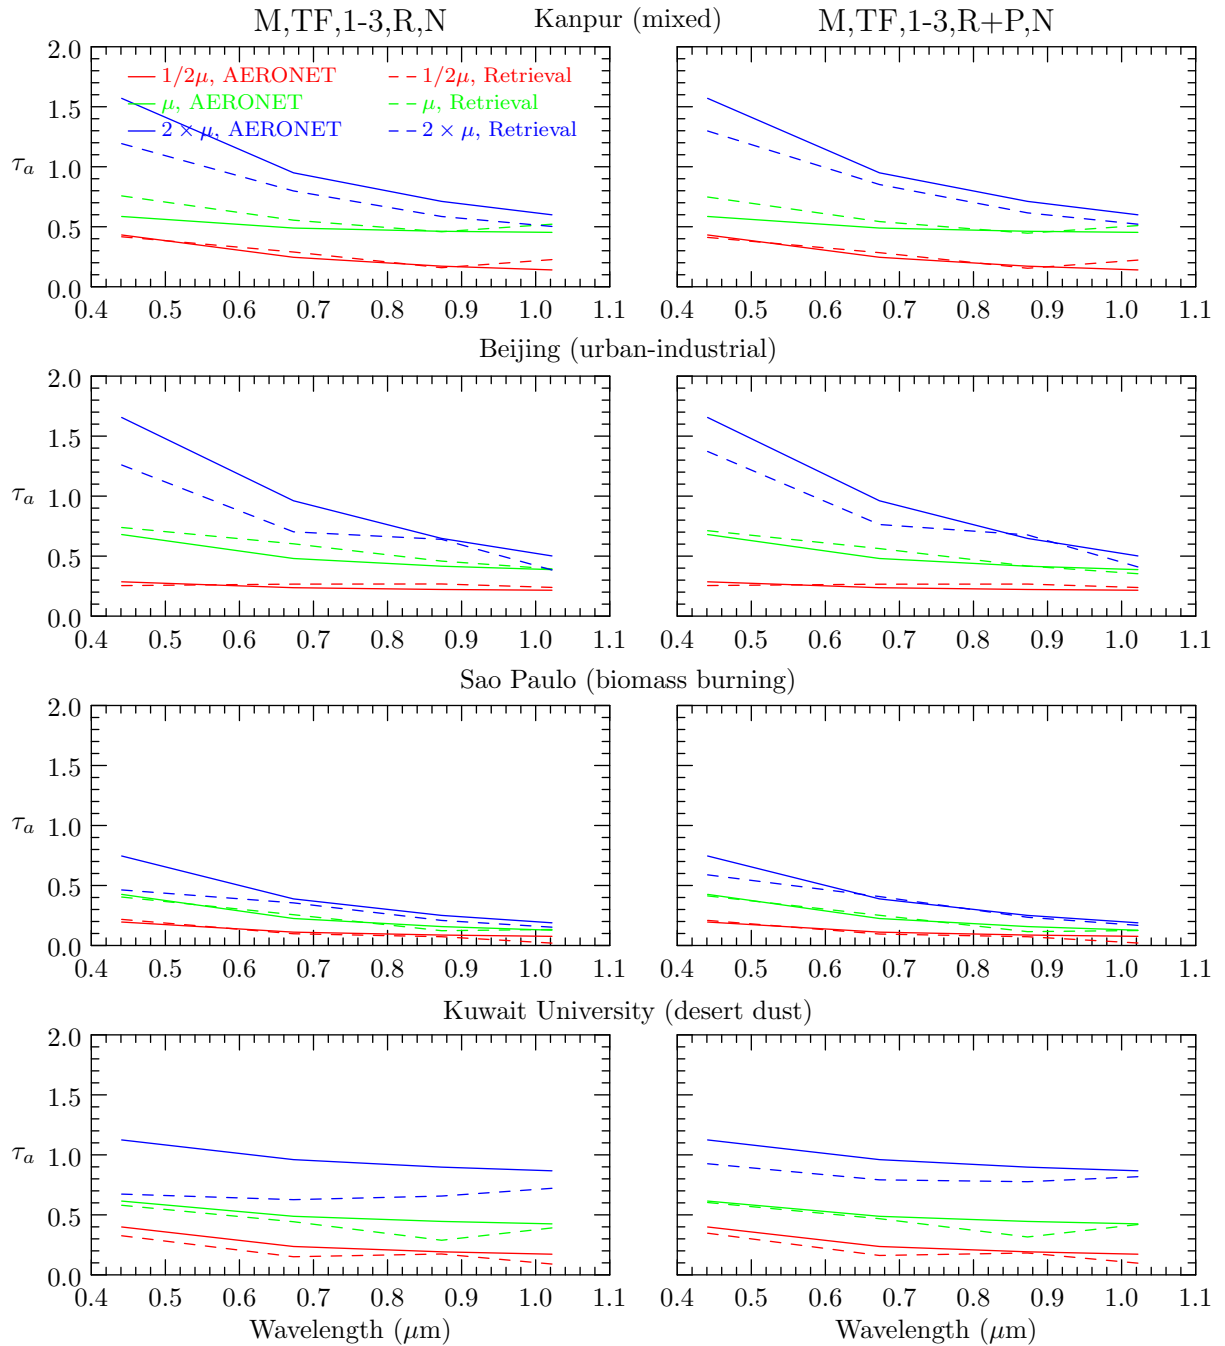 M,TF,1-3,R,N Kanpur (mixed) M,TF,1-3,R+P,N
2.0
1/2μ, AERONET 1/2μ, Retrieval
1.5 μ, AERONET μ, Retrieval
2 × μ, AERONET 2 × μ, Retrieval
τa 1.0
0.5
0.0
0.4 0.5 0.6 0.7 0.8 0.9 1.0 1.1 0.4 0.5 0.6 0.7 0.8 0.9 1.0 1.1
Beijing (urban-industrial)
2.0
1.5
τa 1.0
0.5
0.0
0.4 0.5 0.6 0.7 0.8 0.9 1.0 1.1 0.4 0.5 0.6 0.7 0.8 0.9 1.0 1.1
Sao Paulo (biomass burning)
2.0
1.5
τa 1.0
0.5
0.0
0.4 0.5 0.6 0.7 0.8 0.9 1.0 1.1 0.4 0.5 0.6 0.7 0.8 0.9 1.0 1.1
Kuwait University (desert dust)
2.0
1.5
τa 1.0
0.5
0.0
0.4 0.5 0.6 0.7 0.8 0.9 1.0 1.1 0.4 0.5 0.6 0.7 0.8 0.9 1.0 1.1
Wavelength (μm) Wavelength (μm)